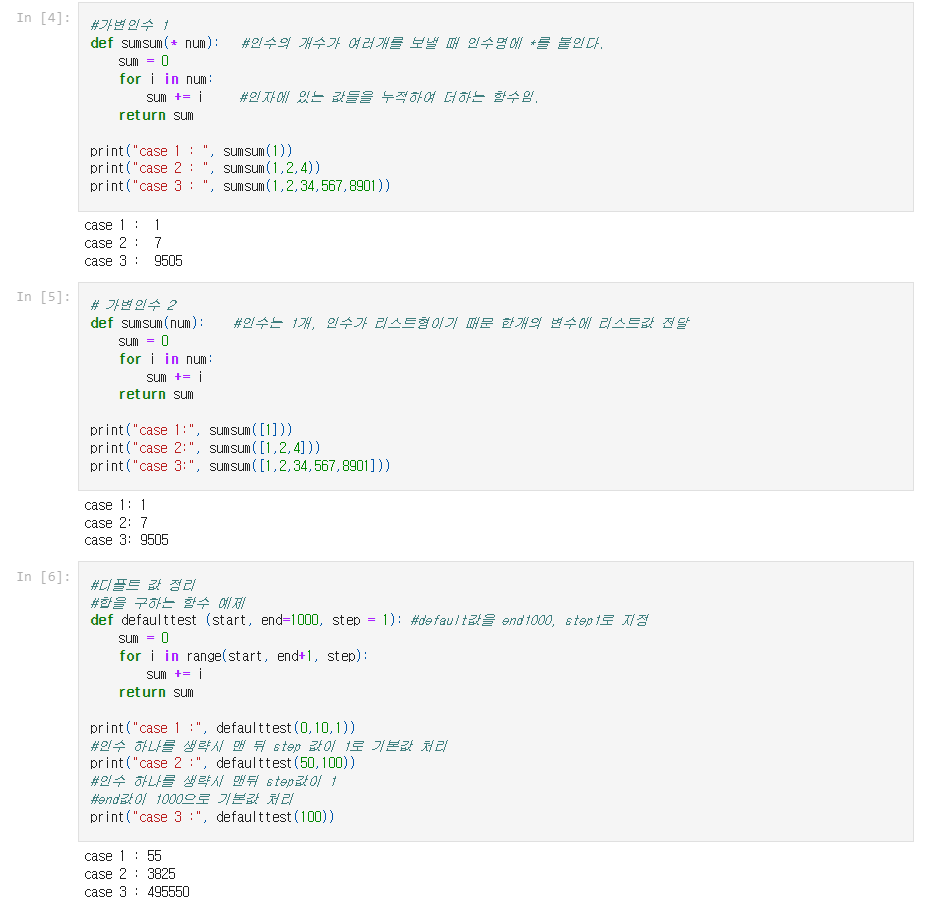 In [4]:
#가변인수 1
def sumsum(* num):   #인수의 개수가 여러개를 보낼 때 인수명에 *를 붙인다.
    sum = 0
    for i in num:
        sum += i     #인자에 있는 값들을 누적하여 더하는 함수임.
    return sum
print("case 1 : ", sumsum(1))
print("case 2 : ", sumsum(1,2,4))
print("case 3 : ", sumsum(1,2,34,567,8901))
case 1 :  1
case 2 :  7
case 3 :  9505
In [5]:
# 가변인수 2
def sumsum(num):    #인수는 1개, 인수가 리스트형이기 때문 한개의 변수에 리스트값 전달
    sum = 0
    for i in num:
        sum += i
    return sum
print("case 1:", sumsum([1]))
print("case 2:", sumsum([1,2,4]))
print("case 3:", sumsum([1,2,34,567,8901]))
case 1: 1
case 2: 7
case 3: 9505
In [6]:
#디폴트 값 정리
#합을 구하는 함수 예제
def defaulttest (start, end=1000, step = 1): #default값을 end1000, step1로 지정
    sum = 0
    for i in range(start, end+1, step):
        sum += i
    return sum
print("case 1 :", defaulttest(0,10,1))
#인수 하나를 생략시 맨 뒤 step 값이 1로 기본값 처리
print("case 2 :", defaulttest(50,100))
#인수 하나를 생략시 맨뒤 step값이 1
#end값이 1000으로 기본값 처리
print("case 3 :", defaulttest(100))
case 1 : 55
case 2 : 3825
case 3 : 495550